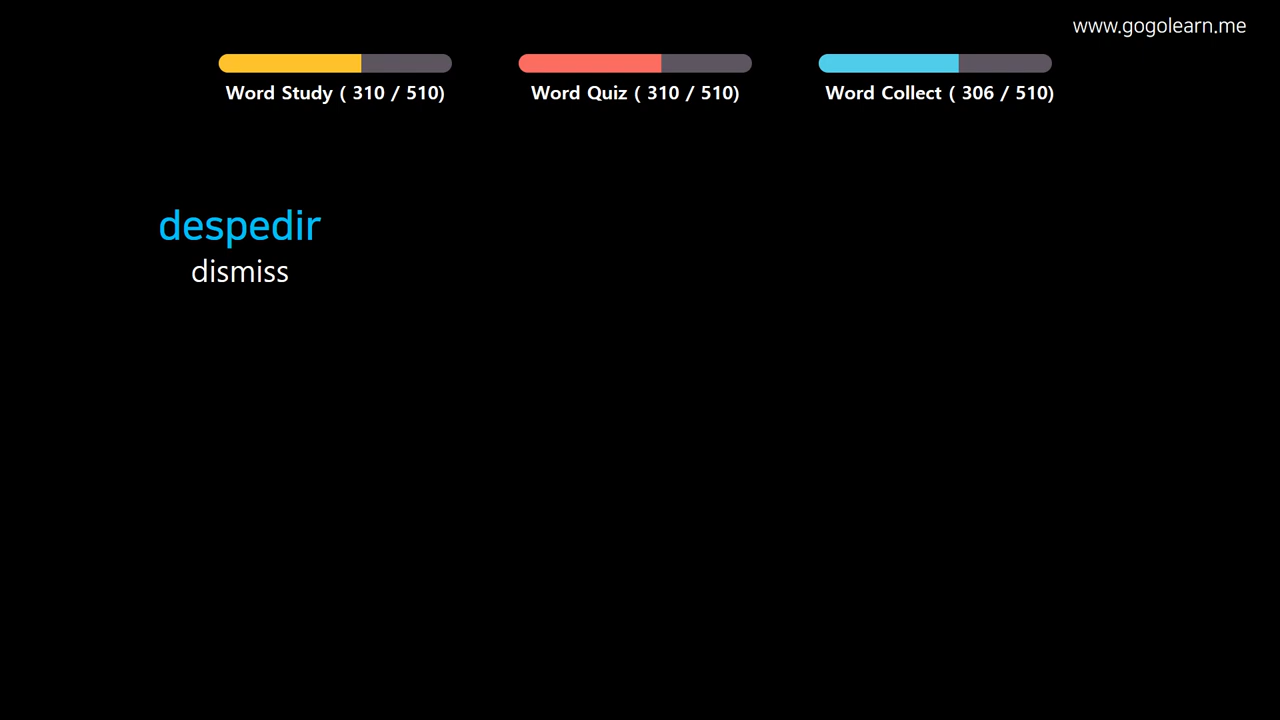 www.gogolearn.me
Word Study ( 310 / 510)
Word Quiz ( 310 / 510)
Word Collect ( 306 / 510)
despedir
dismiss